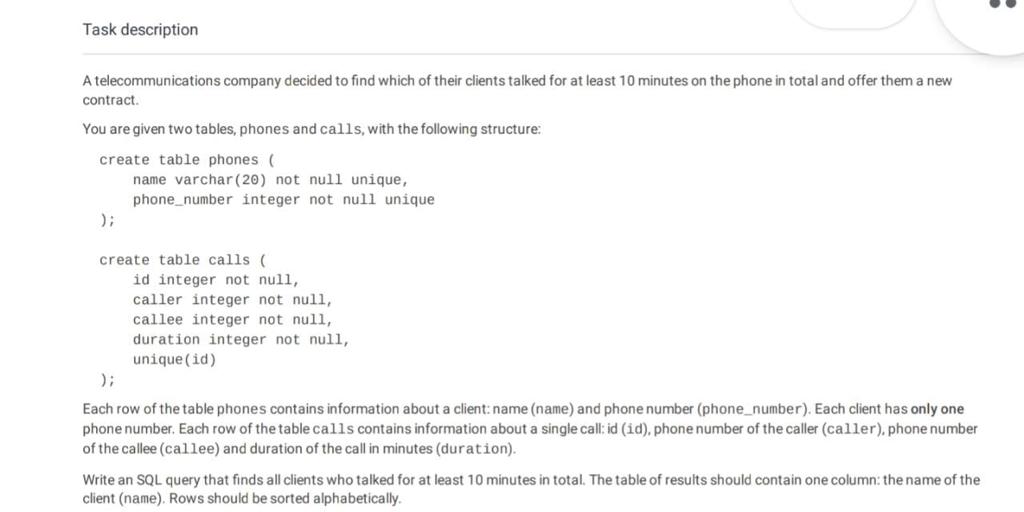 Task description
A telecommunications company decided to find which of their clients talked for at least 10 minutes on the phone in total and offer them a new
contract.
You are given two tables, phones and calls, with the following structure:
create table phones (
name varchar(20) not null unique,
phone_number integer not null unique
);
create table calls (
id integer not null,
caller integer not null,
callee integer not null,
duration integer not null,
unique(id)
);
Each row of the table phones contains information about a client: name (name) and phone number (phone_number). Each client has only one
phone number. Each row of the table calls contains information about a single call: id (id), phone number of the caller (caller), phone number
of the callee (callee) and duration of the call in minutes (duration).
Write an SQL query that finds all clients who talked for at least 10 minutes in total. The table of results should contain one column: the name of the
client (name). Rows should be sorted alphabetically.